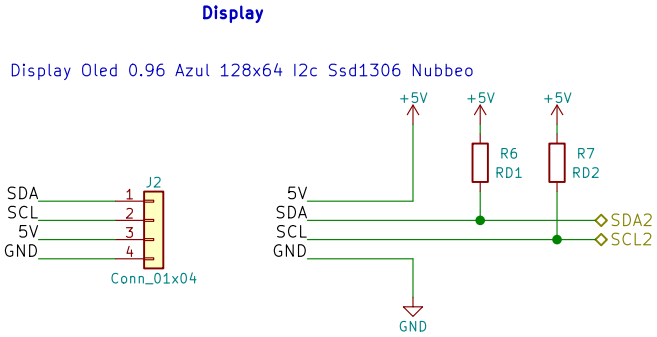 Display
Display Oled 0.96 Azul 128x64 I2c Ssd1306 Nubbeo
+5V +5V +5V
R6 R7
RD1 RD2
J2
SDA 1
SCL 2
5V 3
GND 4
Conn_01x04
5V
SDA SDA2
SCL SCL2
GND
GND